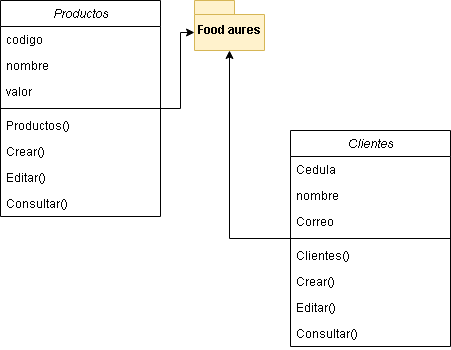 Productos
codigo
nombre
valor
Productos()
Crear()
Editar()
Consultar()
Food aures
Clientes
Cedula
nombre
Correo
Clientes()
Crear()
Editar()
Consultar()